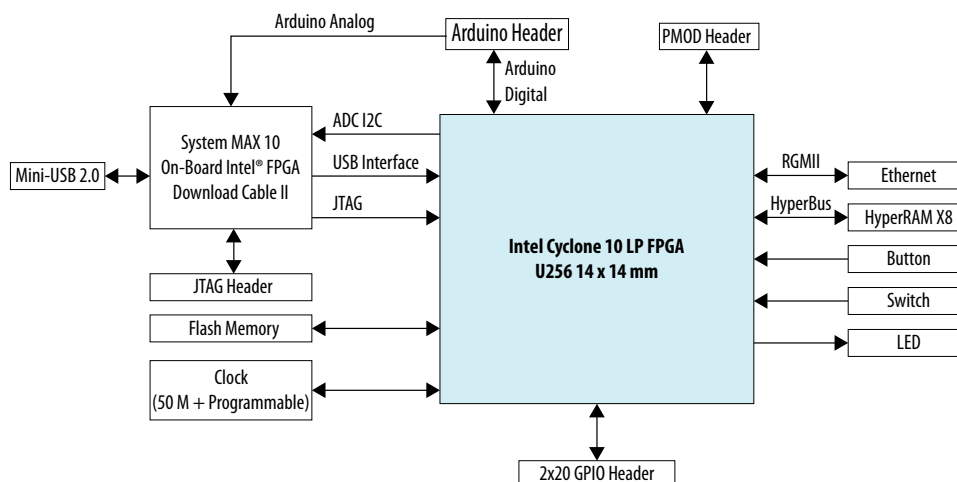 Arduino Analog
Arduino Header
PMOD Header
Arduino
Digital
ADC I2C
System MAX 10
On-Board Intel® FPGA
Download Cable II
Mini-USB 2.0
USB Interface
JTAG
RGMII
Ethernet
HyperBus
HyperRAM X8
Intel Cyclone 10 LP FPGA
U256 14 x 14 mm
Button
JTAG Header
Switch
Flash Memory
LED
Clock
(50 M + Programmable)
2x20 GPIO Header